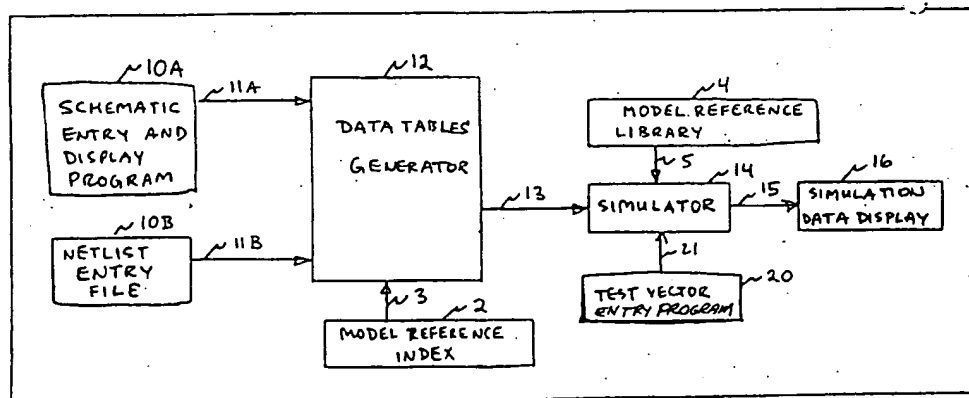 10A
11A
SCHEMATIC
ENTRY AND
DISPLAY
PROGRAM
10B
11B
NETLIST
ENTRY
FILE
12
DATA TABLES
GENERATOR
3
2
MODEL REFERENCE
INDEX
13
4
MODEL REFERENCE
LIBRARY
5
14
SIMULATOR
15
16
SIMULATION
DATA DISPLAY
21
20
TEST VECTOR
ENTRY PROGRAM